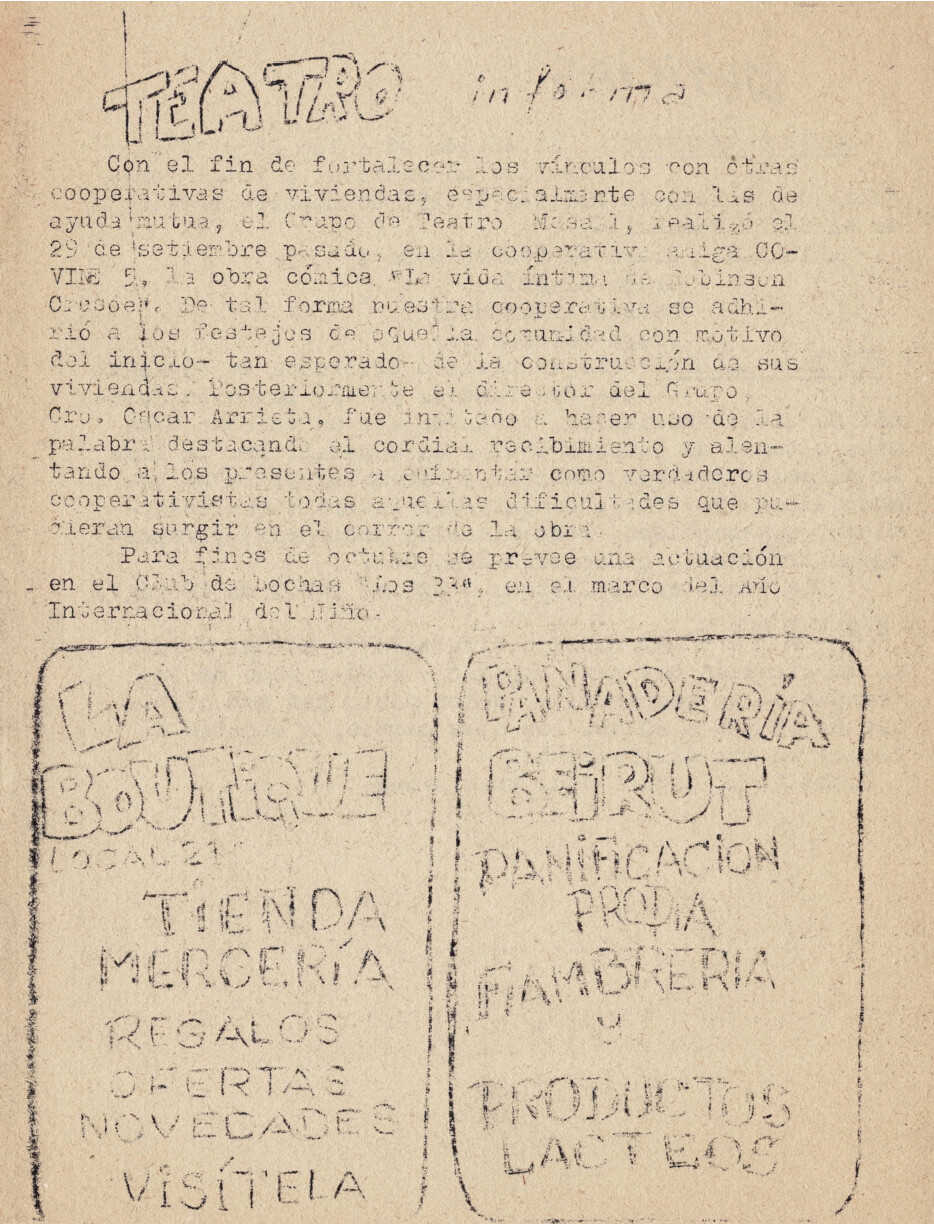 TEATRO informa
Con el fin de fortalecer los vínculos con otras
cooperativas de viviendas, especialmente con las de
ayuda mutua, el Grupo de Teatro realizó el
29 de setiembre pasado, en la cooperativa amiga CO-
VINE 5, la obra cómica "La vida íntima de Robinson
Crosoe". De tal forma nuestra cooperativa se adhi-
rió a los festejos de aquella comunidad con motivo
del inicio- tan esperado- de la construcción de sus
viviendas. Posteriormente el director del Grupo,
Cro. Oscar Arrieta, fue invitado a hacer uso de la
palabra destacando el cordial recibimiento y alen-
tando a los presentes a enfrentar como verdaderos
cooperativistas todas aquellas dificultades que pu-
dieran surgir en el correr de la obra.
Para fines de octubre se prevee una actuación
en el Club de bochas "Los 33", en el marco del Año
Internacional del Niño.
LA
BOUTIQUE
LOCAL 21
TIENDA
MERCERÍA
REGALOS
OFERTAS
NOVEDADES
VISÍTELA
PANADERÍA
BEIRUT
PANIFICACION
PROPIA
FIAMBRERIA
y
PRODUCTOS
LACTEOS